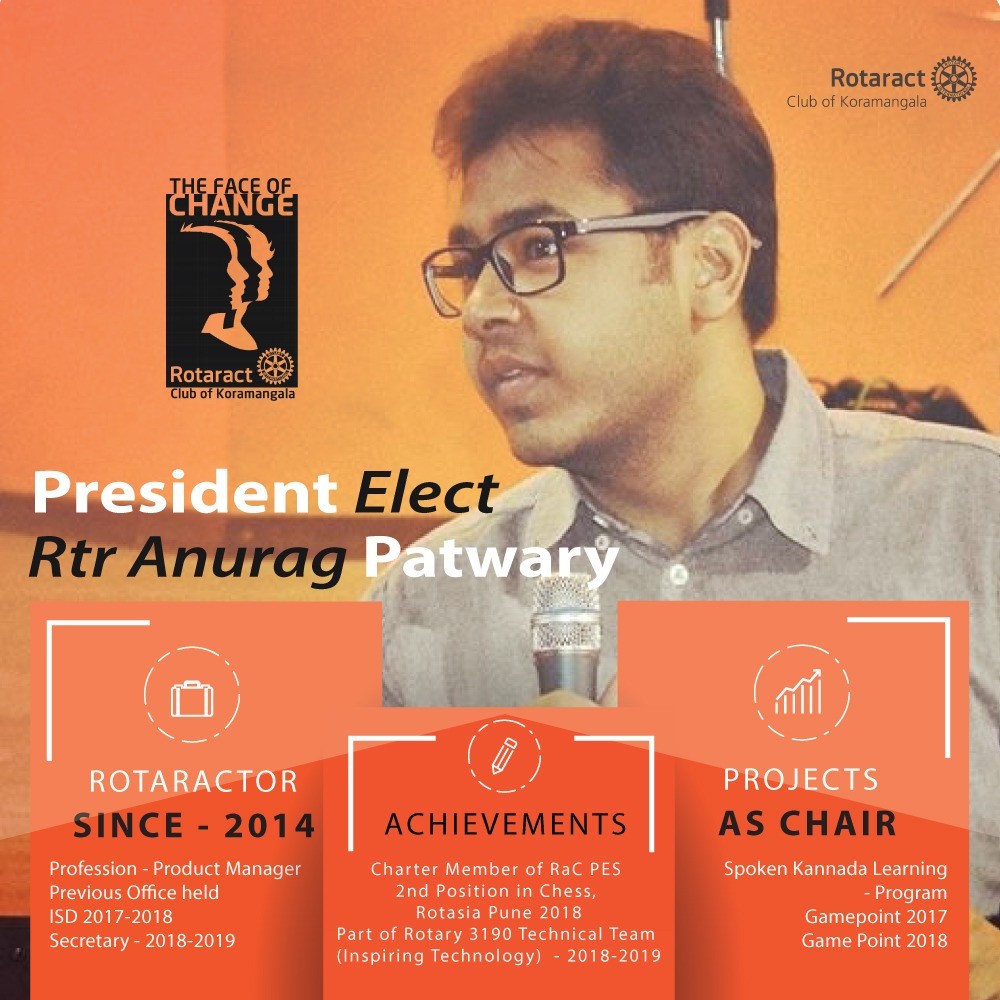 Rotaract
Club of Koramangala
THE FACE OF
CHANGE
Rotaract
Club of Koramangala
President Elect
Rtr Anurag Patwary
ROTARACTOR
SINCE - 2014
Profession - Product Manager
Previous Office held
ISD 2017-2018
Secretary - 2018-2019
ACHIEVEMENTS
Charter Member of RaC PES
2nd Position in Chess,
Rotasia Pune 2018
Part of Rotary 3190 Technical Team
(Inspiring Technology) - 2018-2019
PROJECTS
AS CHAIR
Spoken Kannada Learning
- Program
Gamepoint 2017
Game Point 2018